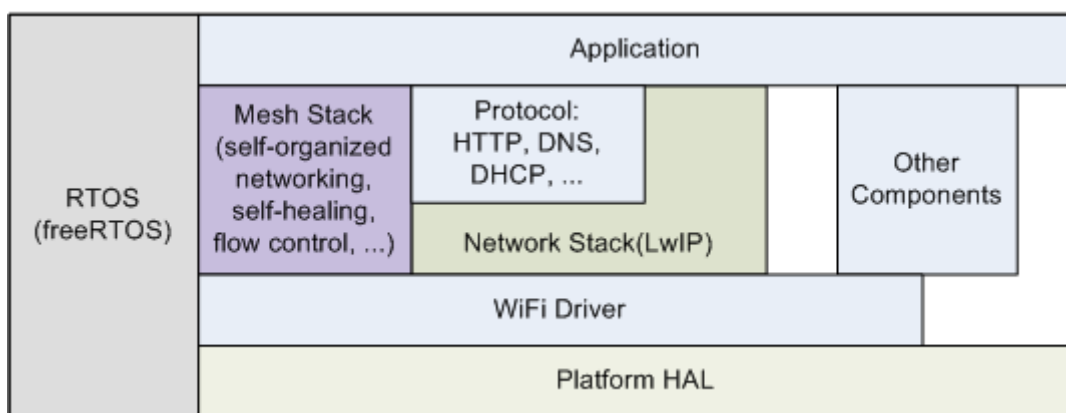 RTOS
(freeRTOS)
Application
Mesh Stack
(self-organized
networking,
self-healing,
flow control, ...)
Protocol:
HTTP, DNS,
DHCP, ...
Network Stack(LwIP)
Other
Components
WiFi Driver
Platform HAL